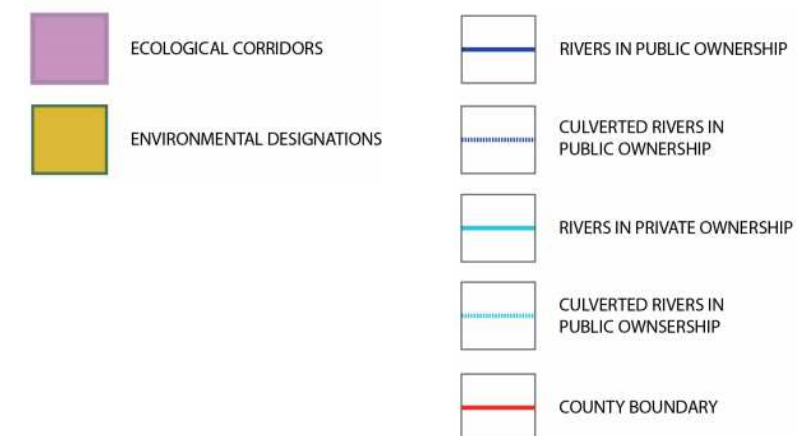 ECOLOGICAL CORRIDORS
ENVIRONMENTAL DESIGNATIONS
RIVERS IN PUBLIC OWNERSHIP
CULVERTED RIVERS IN
PUBLIC OWNERSHIP
RIVERS IN PRIVATE OWNERSHIP
CULVERTED RIVERS IN
PUBLIC OWNSERSHIP
COUNTY BOUNDARY